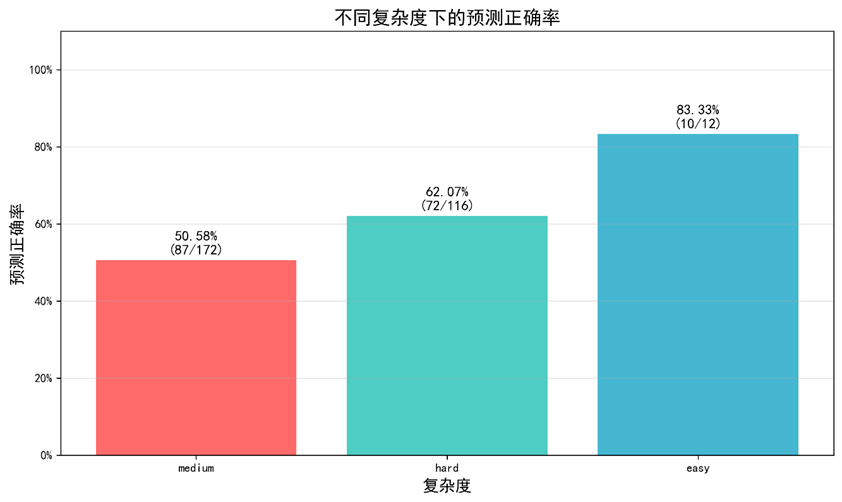 不同复杂度下的预测正确率
预测正确率
100%
80%
60%
40%
20%
0%
50.58%
(87/172)
62.07%
(72/116)
83.33%
(10/12)
medium
hard
easy
复杂度